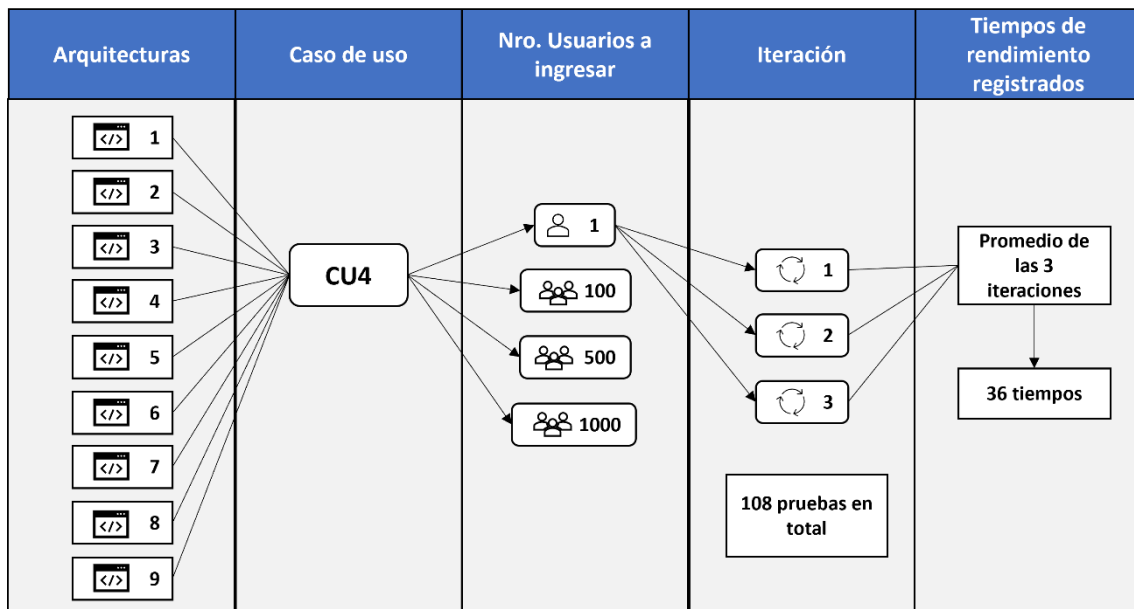 Arquitecturas
Caso de uso
Nro. Usuarios a
ingresar
Iteración
Tiempos de
rendimiento
registrados
</> 1
</> 2
</> 3
</> 4
</> 5
</> 6
</> 7
</> 8
</> 9
CU4
1
100
500
1000
1
2
3
108 pruebas en
total
Promedio de
las 3
iteraciones
36 tiempos